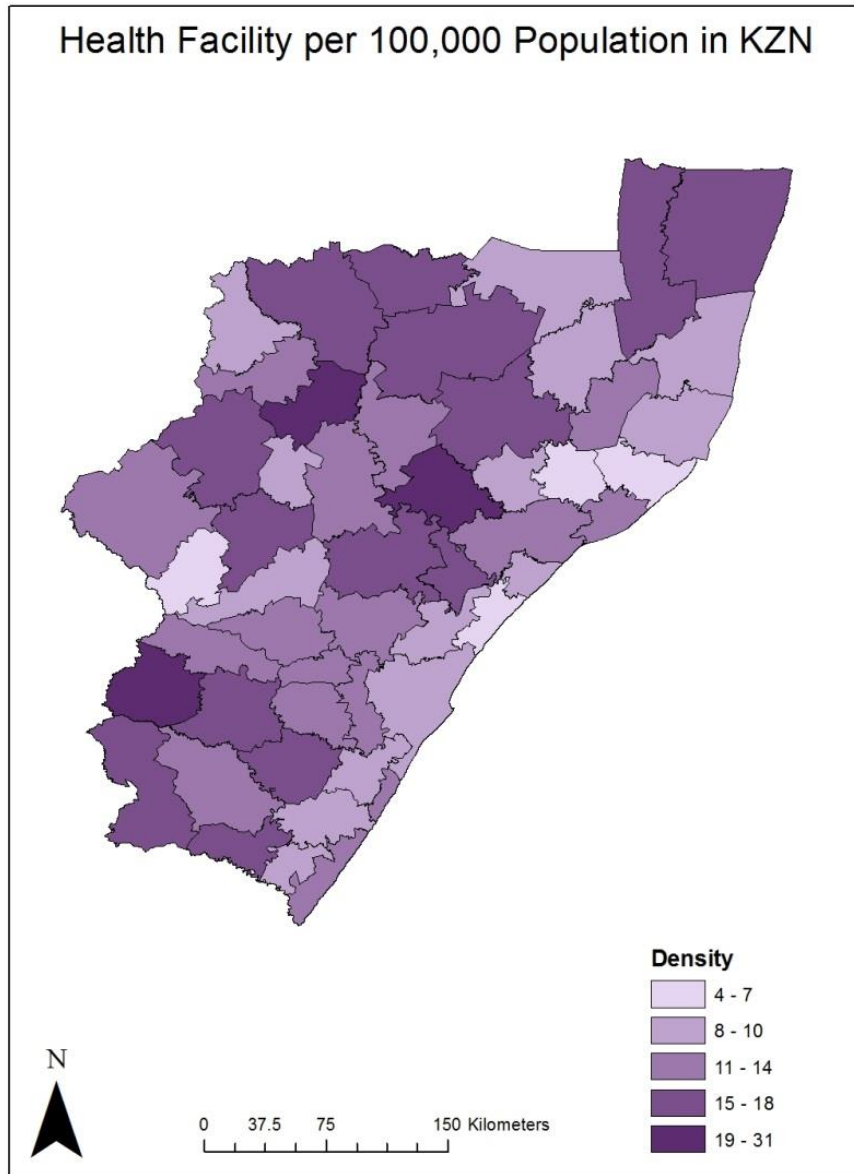 Health Facility per 100,000 Population in KZN
Density
4 - 7
8 - 10
11 - 14
15 - 18
19 - 31
N
0 37.5 75 150 Kilometers